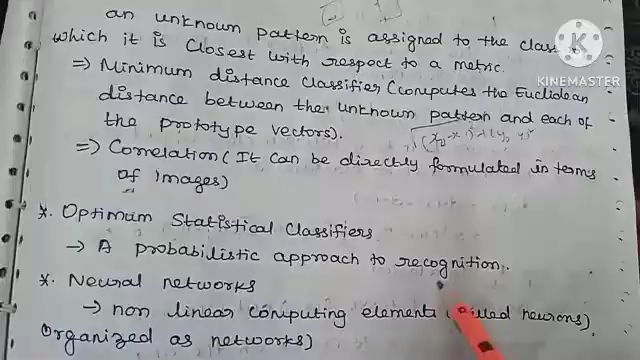 an unknown pattern is assigned to the class to
which it is closest with respect to a metric.
⇒ Minimum distance classifier (computes the Euclidean
distance between the unknown pattern and each of
the prototype vectors).
⇒ Correlation (It can be directly formulated in terms
of images)
*. Optimum Statistical Classifiers
→ A probabilistic approach to recognition.
*. Neural networks
→ non linear computing elements (called neurons)
Organized as networks)
KINEMASTER